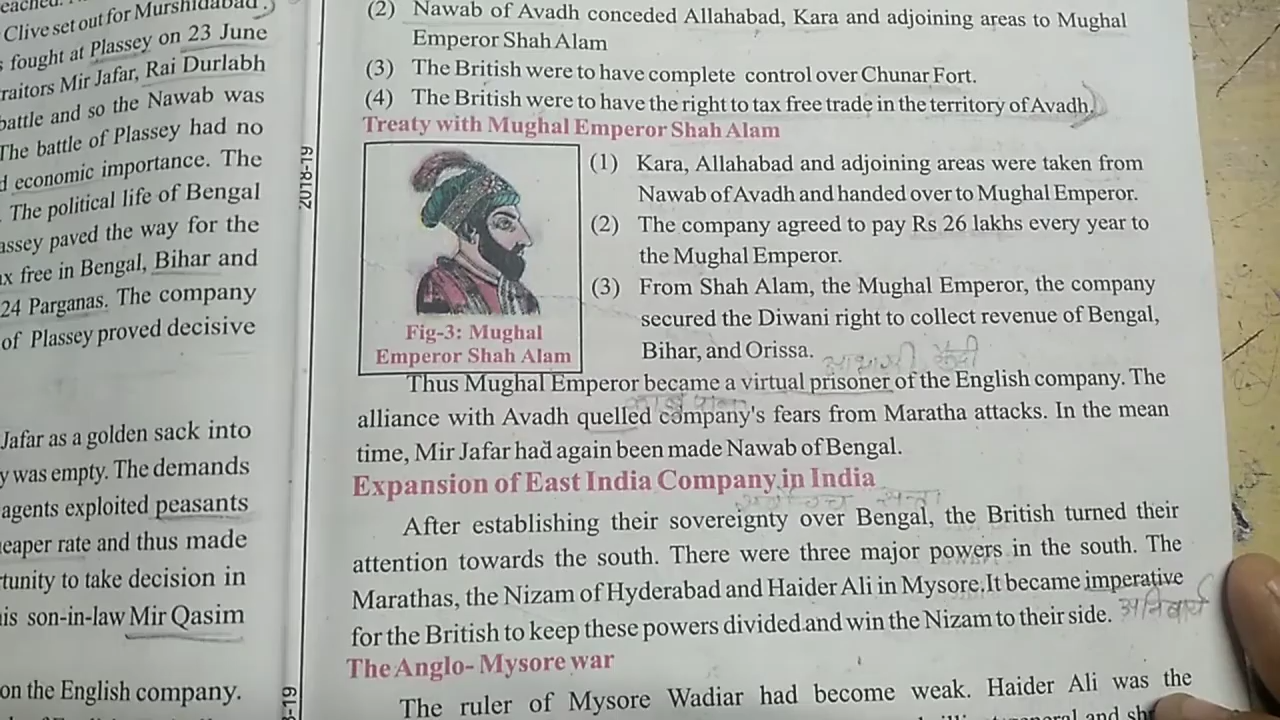 Clive set out for Murshidabad.
fought at Plassey on 23 June
Mir Jafar, Rai Durlabh
battle and so the Nawab was
The battle of Plassey had no
economic importance. The
The political life of Bengal
paved the way for the
free in Bengal, Bihar and
24 Parganas. The company
of Plassey proved decisive
Jafar as a golden sack into
was empty. The demands
agents exploited peasants
rate and thus made
to take decision in
son-in-law Mir Qasim
on the English company.
2018-19
(2) Nawab of Avadh conceded Allahabad, Kara and adjoining areas to Mughal
Emperor Shah Alam
(3) The British were to have complete control over Chunar Fort.
(4) The British were to have the right to tax free trade in the territory of Avadh.
Treaty with Mughal Emperor Shah Alam
(1) Kara, Allahabad and adjoining areas were taken from
Nawab of Avadh and handed over to Mughal Emperor.
(2) The company agreed to pay Rs 26 lakhs every year to
the Mughal Emperor.
(3) From Shah Alam, the Mughal Emperor, the company
secured the Diwani right to collect revenue of Bengal,
Bihar, and Orissa.
Fig-3: Mughal
Emperor Shah Alam
कैदी
Thus Mughal Emperor became a virtual prisoner of the English company. The
alliance with Avadh quelled company's fears from Maratha attacks. In the mean
time, Mir Jafar had again been made Nawab of Bengal.
Expansion of East India Company in India
सर्वोच्च सत्ता
After establishing their sovereignty over Bengal, the British turned their
attention towards the south. There were three major powers in the south. The
Marathas, the Nizam of Hyderabad and Haider Ali in Mysore.It became imperative
for the British to keep these powers divided and win the Nizam to their side. अनिवार्य
The Anglo- Mysore war
The ruler of Mysore Wadiar had become weak. Haider Ali was the